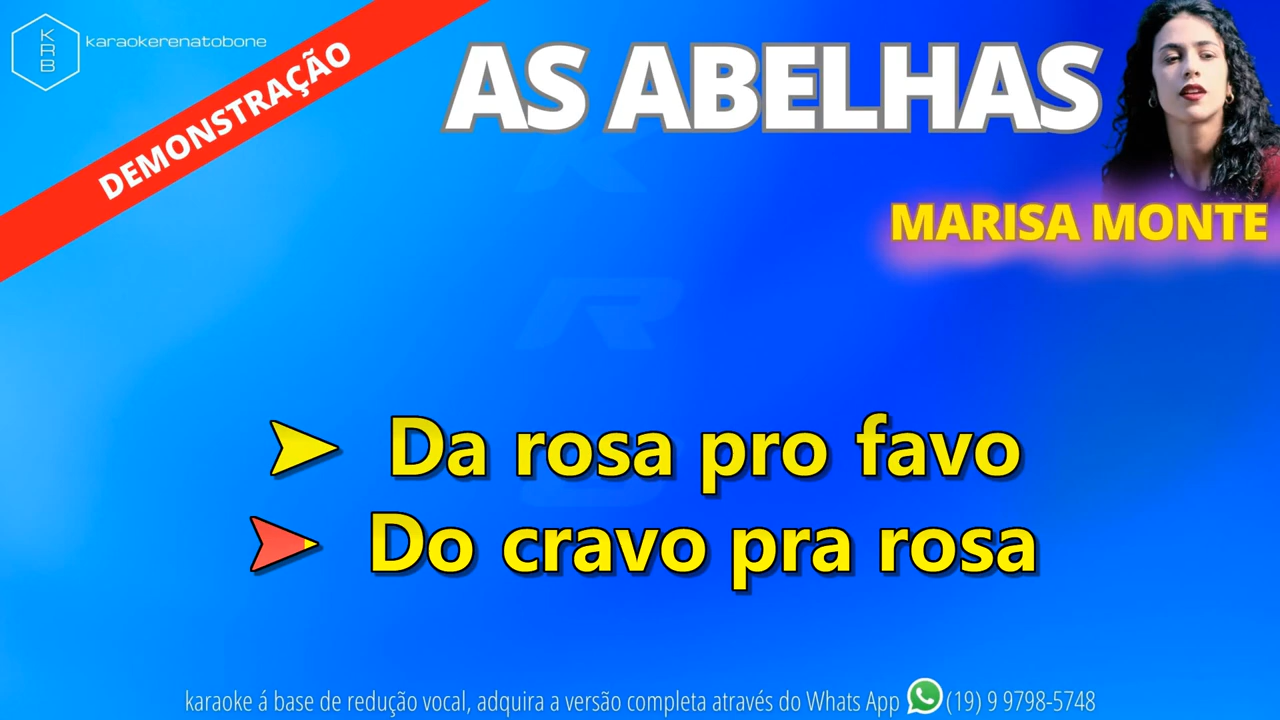 KRB
karaokerenatobone
DEMONSTRAÇÃO
AS ABELHAS
MARISA MONTE
Da rosa pro favo
Do cravo pra rosa
karaoke á base de redução vocal, adquira a versão completa através do Whats App (19) 9 9798-5748